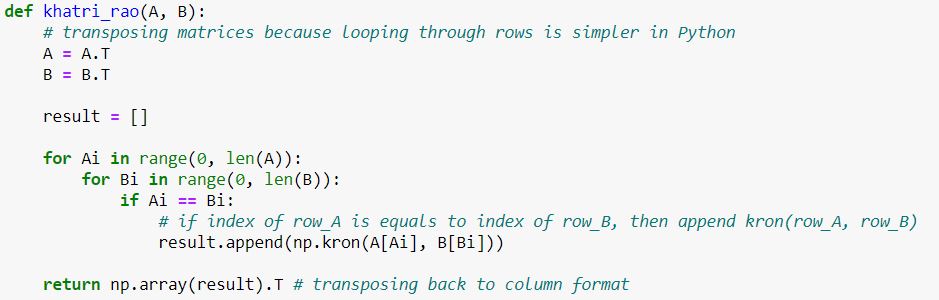 def khatri_rao(A, B):
    # transposing matrices because looping through rows is simpler in Python
    A = A.T
    B = B.T

    result = []

    for Ai in range(0, len(A)):
        for Bi in range(0, len(B)):
            if Ai == Bi:
                # if index of row_A is equals to index of row_B, then append kron(row_A, row_B)
                result.append(np.kron(A[Ai], B[Bi]))

    return np.array(result).T # transposing back to column format